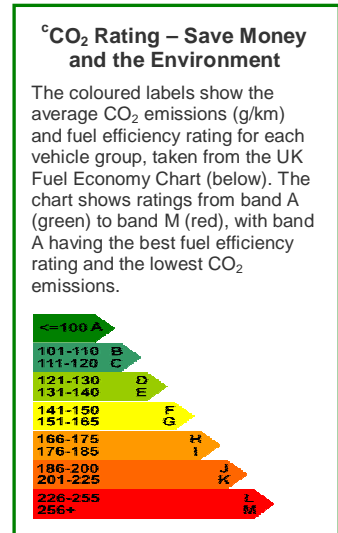 cCO2 Rating – Save Money
and the Environment
The coloured labels show the
average CO2 emissions (g/km)
and fuel efficiency rating for each
vehicle group, taken from the UK
Fuel Economy Chart (below). The
chart shows ratings from band A
(green) to band M (red), with band
A having the best fuel efficiency
rating and the lowest CO2
emissions.
<=100 A
101-110 B
111-120 C
121-130 D
131-140 E
141-150 F
151-165 G
166-175 H
176-185 I
186-200 J
201-225 K
226-255 L
256+ M